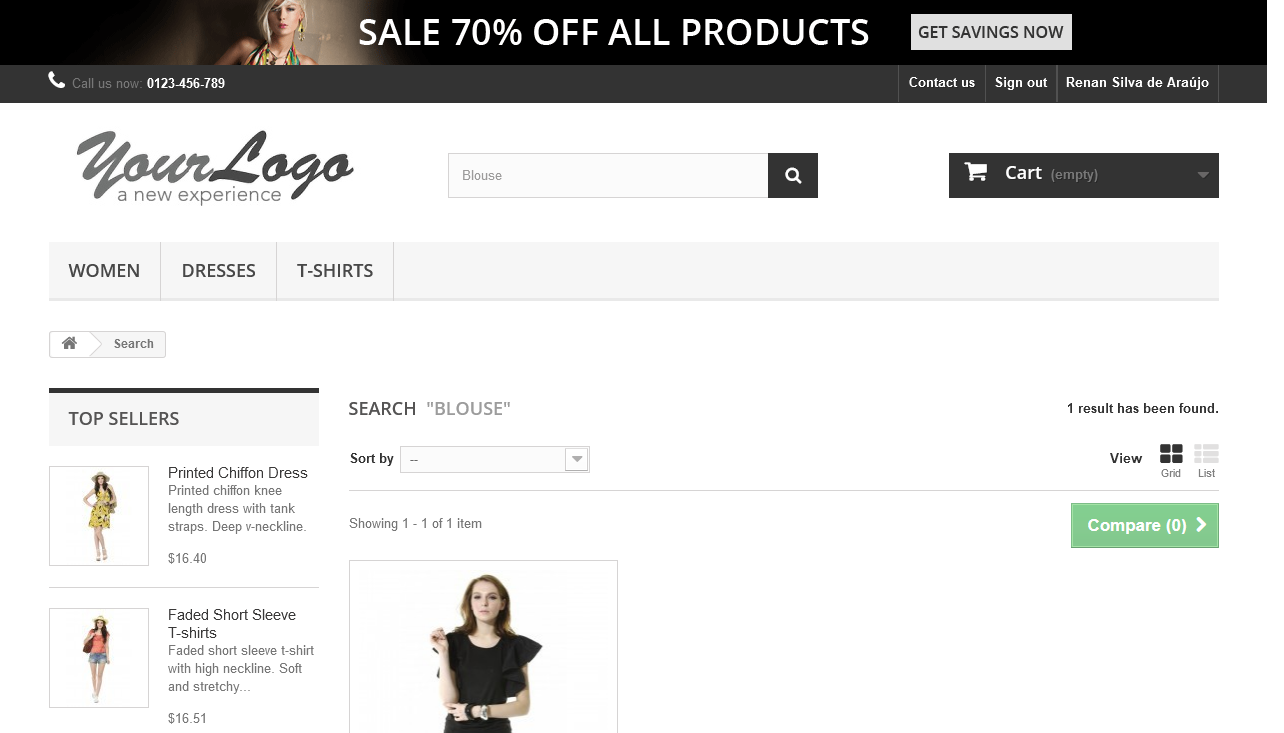 SALE 70% OFF ALL PRODUCTS
GET SAVINGS NOW
Call us now: 0123-456-789
Contact us
Sign out
Renan Silva de Araújo
YourLogo
a new experience
Blouse
Cart (empty)
WOMEN
DRESSES
T-SHIRTS
Search
TOP SELLERS
Printed Chiffon Dress
Printed chiffon knee
length dress with tank
straps. Deep v-neckline.
$16.40
Faded Short Sleeve
T-shirts
Faded short sleeve t-shirt
with high neckline. Soft
and stretchy...
$16.51
SEARCH "BLOUSE"
1 result has been found.
Sort by --
View
Grid
List
Showing 1 - 1 of 1 item
Compare (0)